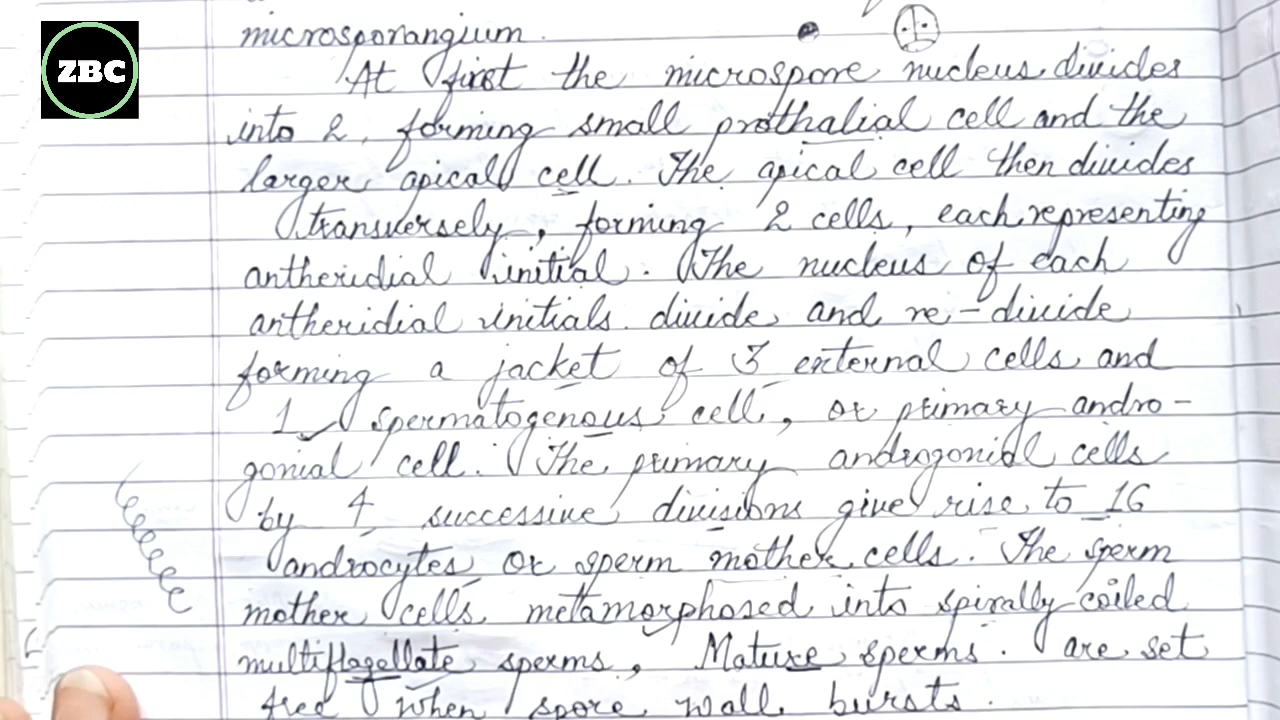 ZBC
microsporangium.
At first the microspore nucleus divides
into 2, forming small prothalial cell and the
larger apical cell. The apical cell then divides
transversely, forming 2 cells, each representing
antheridial initial. The nucleus of each
antheridial initials divide and re-divide
forming a jacket of 3 external cells and
1 spermatogenous cell, or primary andro-
gonial cell. The primary androgonial cells
by 4 successive divisions give rise to 16
androcytes or sperm mother cells. The sperm
mother cells metamorphosed into spirally coiled
multiflagellate sperms, Mature sperms. are set
free when spore wall bursts.